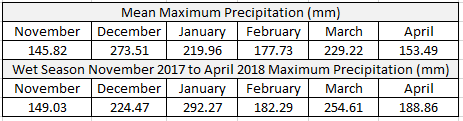 Mean Maximum Precipitation (mm)
November December January February March April
145.82 273.51 219.96 177.73 229.22 153.49
Wet Season November 2017 to April 2018 Maximum Precipitation (mm)
November December January February March April
149.03 224.47 292.27 182.29 254.61 188.86